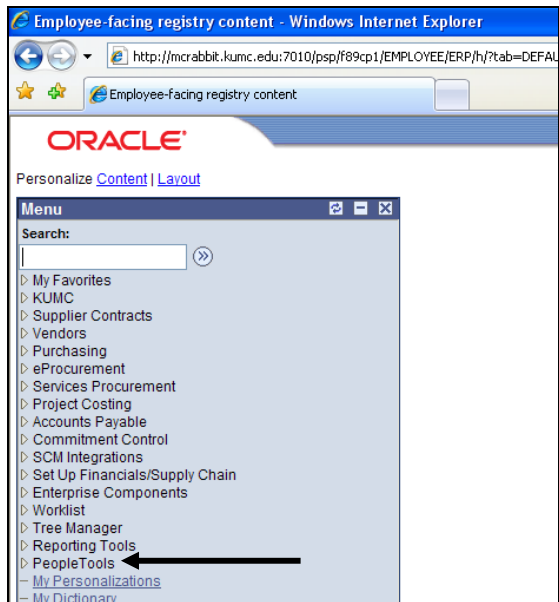 Employee-facing registry content - Windows Internet Explorer
http://mcrabbit.kumc.edu:7010/psp/f89cp1/EMPLOYEE/ERP/h/?tab=DEFAU
Employee-facing registry content
ORACLE
Personalize Content | Layout
Menu
Search:
My Favorites
KUMC
Supplier Contracts
Vendors
Purchasing
eProcurement
Services Procurement
Project Costing
Accounts Payable
Commitment Control
SCM Integrations
Set Up Financials/Supply Chain
Enterprise Components
Worklist
Tree Manager
Reporting Tools
PeopleTools
– My Personalizations
– My Dictionary